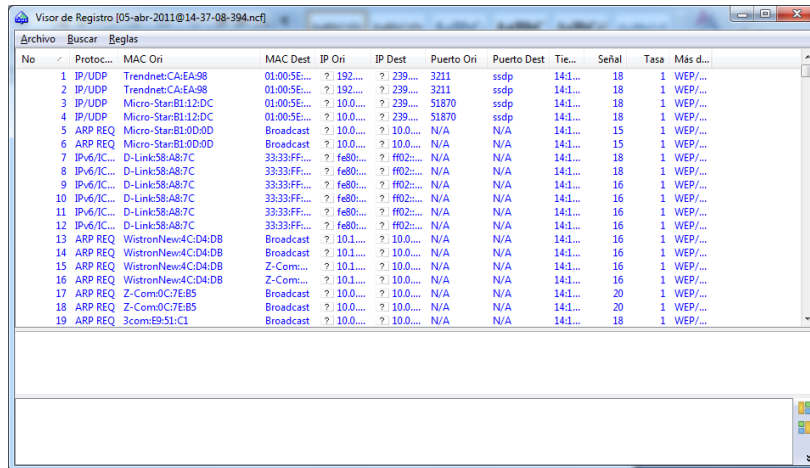 Visor de Registro [05-abr-2011@14-37-08-394.ncf]
Archivo Buscar Reglas
No Protoc... MAC Ori MAC Dest IP Ori IP Dest Puerto Ori Puerto Dest Tie... Señal Tasa Más d...
1 IP/UDP Trendnet:CA:EA:98 01:00:5E:... ? 192.... ? 239.... 3211 ssdp 14:1... 18 1 WEP/...
2 IP/UDP Trendnet:CA:EA:98 01:00:5E:... ? 192.... ? 239.... 3211 ssdp 14:1... 18 1 WEP/...
3 IP/UDP Micro-Star:B1:12:DC 01:00:5E:... ? 10.0.... ? 239.... 51870 ssdp 14:1... 18 1 WEP/...
4 IP/UDP Micro-Star:B1:12:DC 01:00:5E:... ? 10.0.... ? 239.... 51870 ssdp 14:1... 18 1 WEP/...
5 ARP REQ Micro-Star:B1:0D:0D Broadcast ? 10.0.... ? 10.0.... N/A N/A 14:1... 15 1 WEP/...
6 ARP REQ Micro-Star:B1:0D:0D Broadcast ? 10.0.... ? 10.0.... N/A N/A 14:1... 15 1 WEP/...
7 IPv6/IC... D-Link:58:A8:7C 33:33:FF:... ? fe80:... ? ff02::... N/A N/A 14:1... 18 1 WEP/...
8 IPv6/IC... D-Link:58:A8:7C 33:33:FF:... ? fe80:... ? ff02::... N/A N/A 14:1... 18 1 WEP/...
9 IPv6/IC... D-Link:58:A8:7C 33:33:FF:... ? fe80:... ? ff02::... N/A N/A 14:1... 16 1 WEP/...
10 IPv6/IC... D-Link:58:A8:7C 33:33:FF:... ? fe80:... ? ff02::... N/A N/A 14:1... 16 1 WEP/...
11 IPv6/IC... D-Link:58:A8:7C 33:33:FF:... ? fe80:... ? ff02::... N/A N/A 14:1... 16 1 WEP/...
12 IPv6/IC... D-Link:58:A8:7C 33:33:FF:... ? fe80:... ? ff02::... N/A N/A 14:1... 16 1 WEP/...
13 ARP REQ WistronNew:4C:D4:DB Broadcast ? 10.1.... ? 10.0.... N/A N/A 14:1... 16 1 WEP/...
14 ARP REQ WistronNew:4C:D4:DB Broadcast ? 10.1.... ? 10.0.... N/A N/A 14:1... 16 1 WEP/...
15 ARP REQ WistronNew:4C:D4:DB Z-Com:... ? 10.1.... ? 10.0.... N/A N/A 14:1... 16 1 WEP/...
16 ARP REQ WistronNew:4C:D4:DB Z-Com:... ? 10.1.... ? 10.0.... N/A N/A 14:1... 16 1 WEP/...
17 ARP REQ Z-Com:0C:7E:B5 Broadcast ? 10.0.... ? 10.0.... N/A N/A 14:1... 20 1 WEP/...
18 ARP REQ Z-Com:0C:7E:B5 Broadcast ? 10.0.... ? 10.0.... N/A N/A 14:1... 20 1 WEP/...
19 ARP REQ 3com:E9:51:C1 Broadcast ? 10.0.... ? 10.0.... N/A N/A 14:1... 18 1 WEP/...